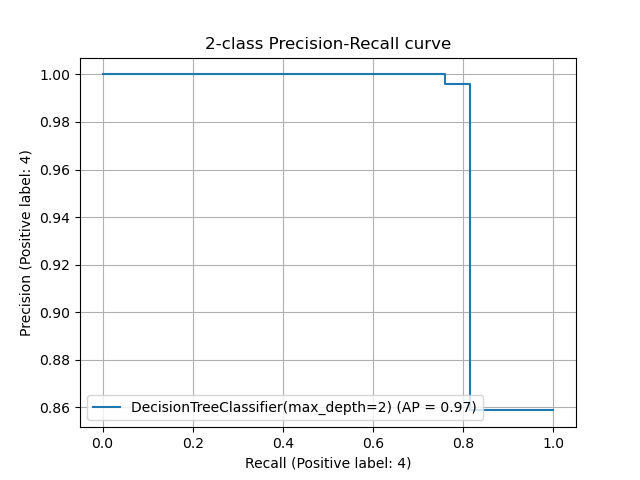 2-class Precision-Recall curve
Precision (Positive label: 4)
1.00
0.98
0.96
0.94
0.92
0.90
0.88
0.86
DecisionTreeClassifier(max_depth=2) (AP = 0.97)
0.0 0.2 0.4 0.6 0.8 1.0
Recall (Positive label: 4)